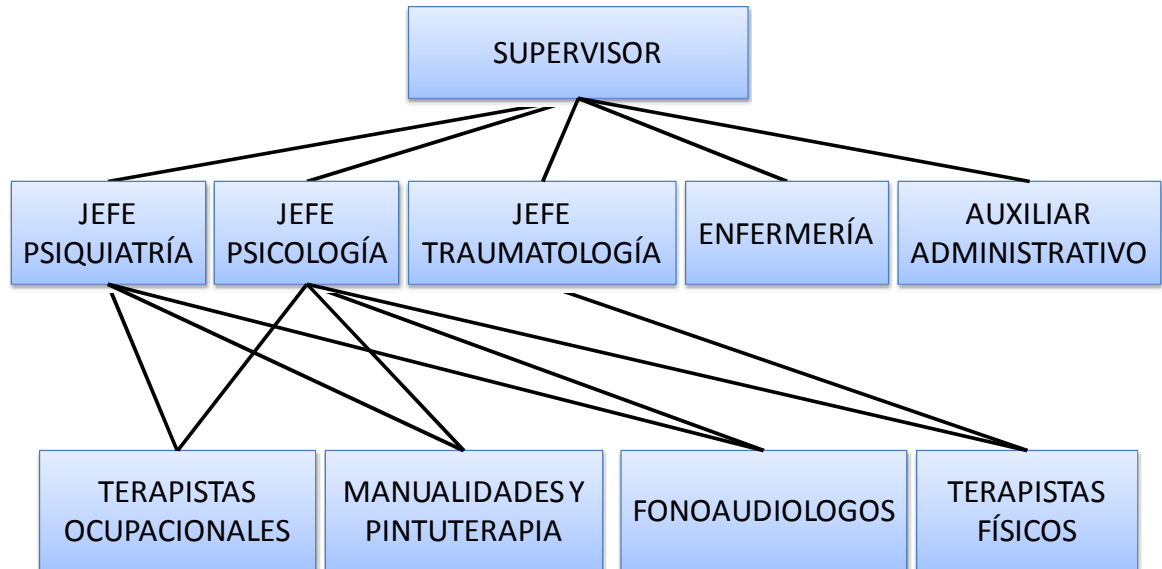 SUPERVISOR
JEFE
PSIQUIATRÍA
JEFE
PSICOLOGÍA
JEFE
TRAUMATOLOGÍA
ENFERMERÍA
AUXILIAR
ADMINISTRATIVO
TERAPISTAS
OCUPACIONALES
MANUALIDADES Y
PINTUTERAPIA
FONOAUDIOLOGOS
TERAPISTAS
FÍSICOS